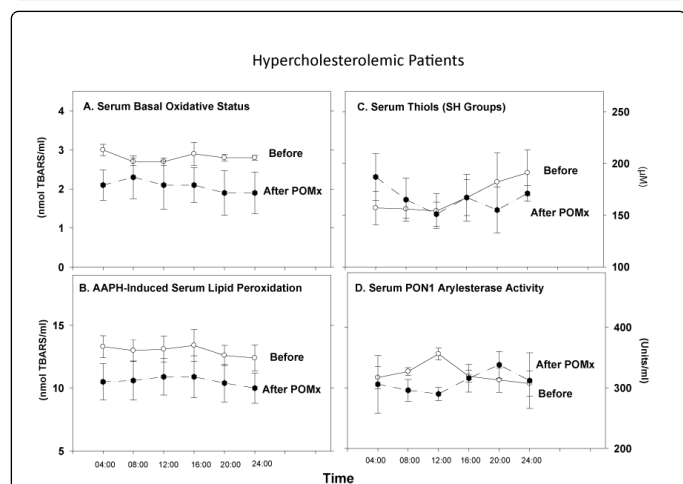 Hypercholesterolemic Patients
A. Serum Basal Oxidative Status
4
3
2
1
0
(nmol TBARS/ml)
Before
After POMx
C. Serum Thiols (SH Groups)
250
200
150
100
(µM)
Before
After POMx
B. AAPH-Induced Serum Lipid Peroxidation
15
10
5
(nmol TBARS/ml)
Before
After POMx
04:00 08:00 12:00 16:00 20:00 24:00
D. Serum PON1 Arylesterase Activity
400
300
200
(Units/ml)
After POMx
Before
04:00 08:00 12:00 16:00 20:00 24:00
Time